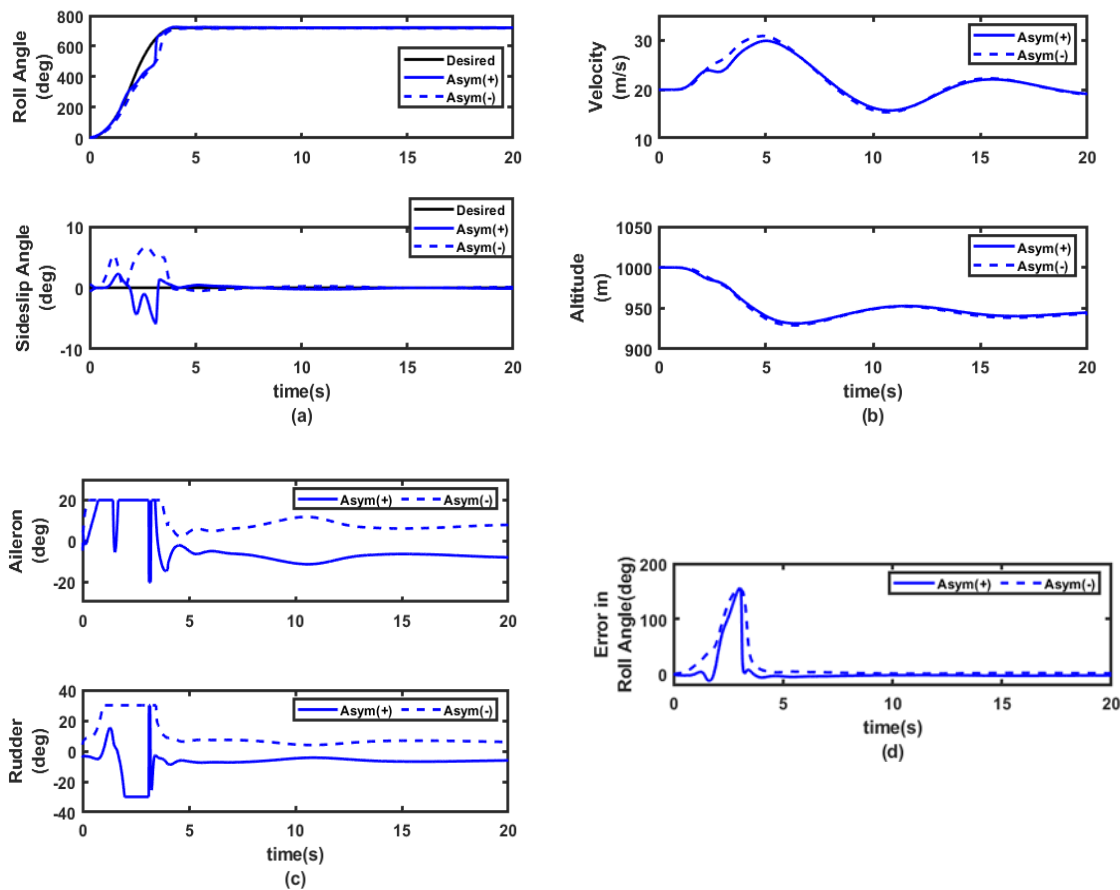 800
600
400
200
0
Roll Angle
(deg)
Desired
Asym(+)
Asym(-)
0 5 10 15 20
10
0
-10
Sideslip Angle
(deg)
Desired
Asym(+)
Asym(-)
0 5 10 15 20
time(s)
(a)
30
20
10
Velocity
(m/s)
Asym(+)
Asym(-)
0 5 10 15 20
1050
1000
950
900
Altitude
(m)
Asym(+)
Asym(-)
0 5 10 15 20
time(s)
(b)
20
0
-20
Aileron
(deg)
Asym(+) Asym(-)
0 5 10 15 20
40
20
0
-20
-40
Rudder
(deg)
Asym(+) Asym(-)
0 5 10 15 20
time(s)
(c)
200
100
0
Error in
Roll Angle(deg)
Asym(+) Asym(-)
0 5 10 15 20
time(s)
(d)